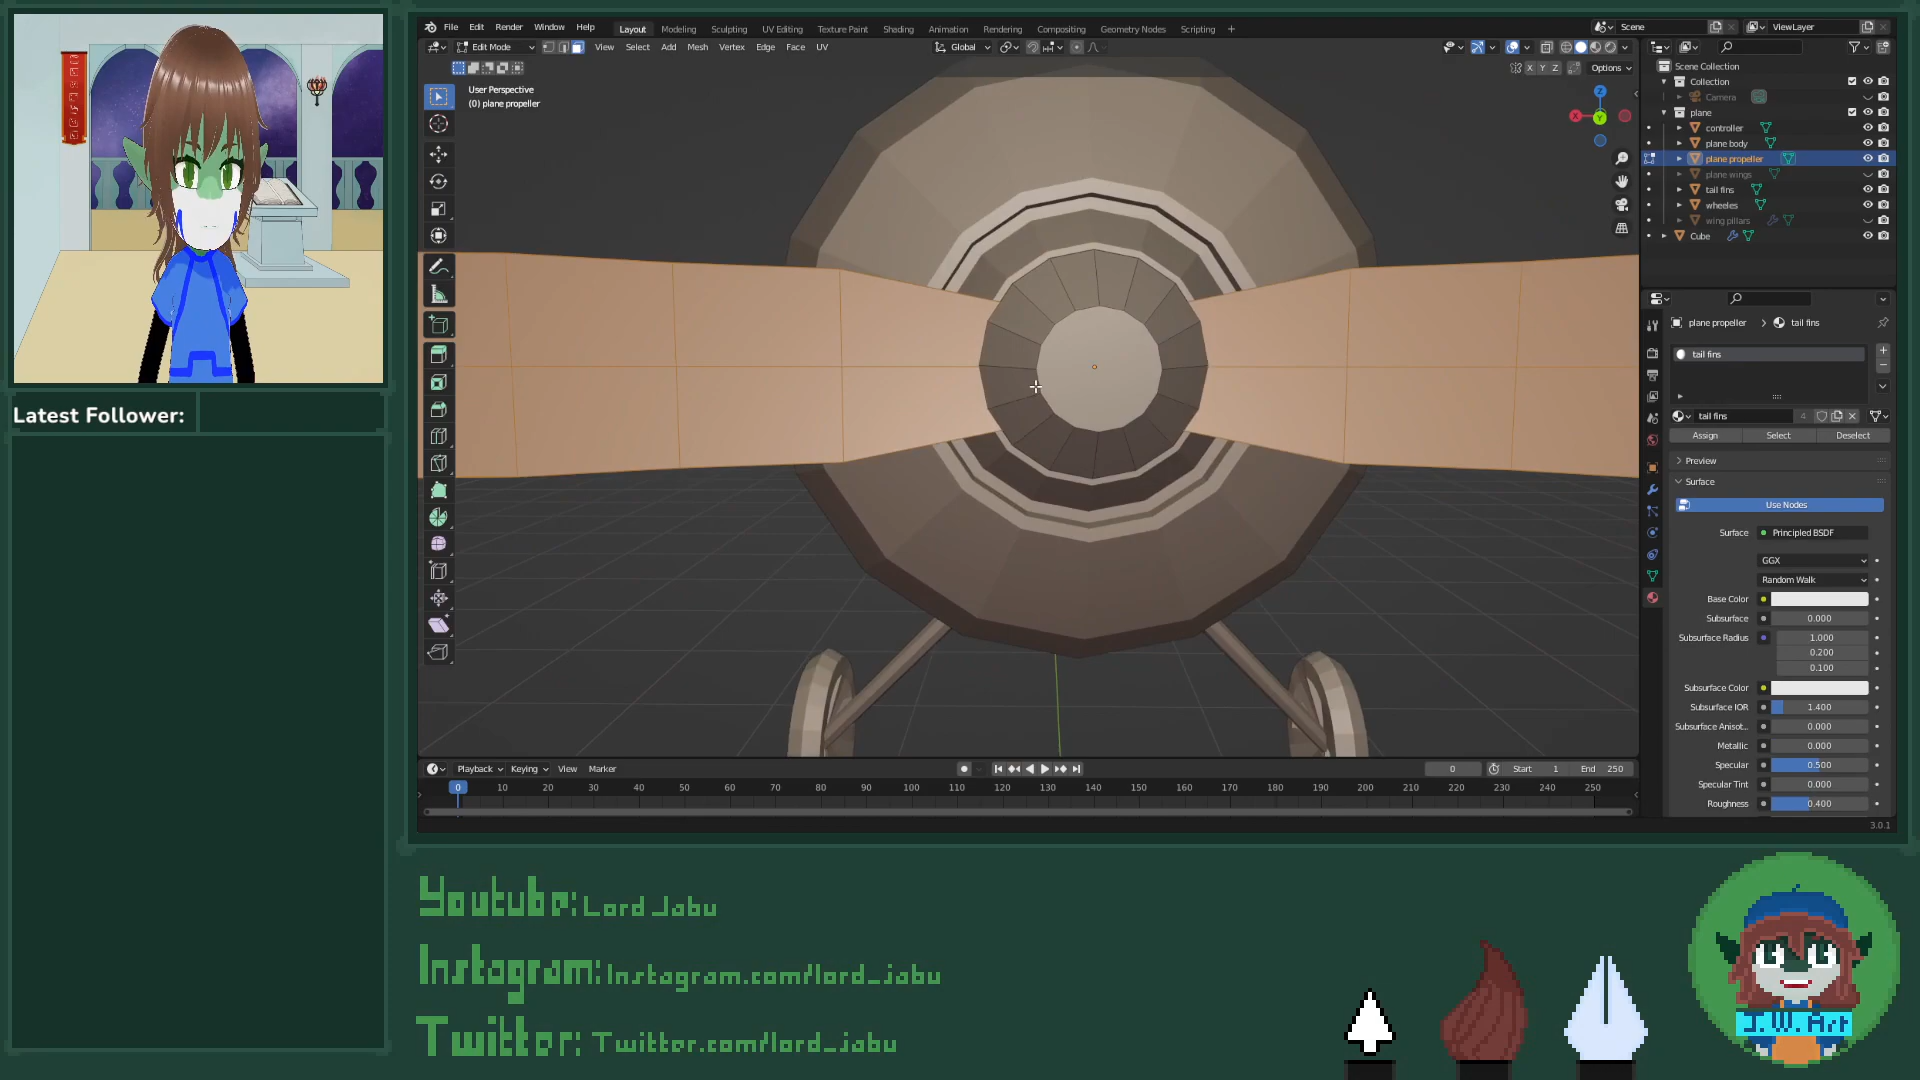 File Edit Render Window Help Layout Modeling Sculpting UV Editing Texture Paint Shading Animation Rendering Compositing Geometry Nodes Scripting + Scene ViewLayer
Edit Mode View Select Add Mesh Vertex Edge Face UV Global
X Y Z Options
User Perspective
(0) plane propeller
Z
X Y
Scene Collection
Collection
Camera
plane
controller
plane body
plane propeller
plane wings
tail fins
wheeles
wing pillars
Cube
plane propeller > tail fins
tail fins
tail fins 4
Assign Select Deselect
Preview
Surface
Use Nodes
Surface Principled BSDF
GGX
Random Walk
Base Color
Subsurface 0.000
Subsurface Radius 1.000
0.200
0.100
Subsurface Color
Subsurface IOR 1.400
Subsurface Anisot... 0.000
Metallic 0.000
Specular 0.500
Specular Tint 0.000
Roughness 0.400
Playback Keying View Marker 0 Start 1 End 250
0 10 20 30 40 50 60 70 80 90 100 110 120 130 140 150 160 170 180 190 200 210 220 230 240 250
3.0.1
Latest Follower:
Youtube: Lord Jabu
Instagram: Instagram.com/lord_jabu
Twitter: Twitter.com/lord_jabu
J.W. Art